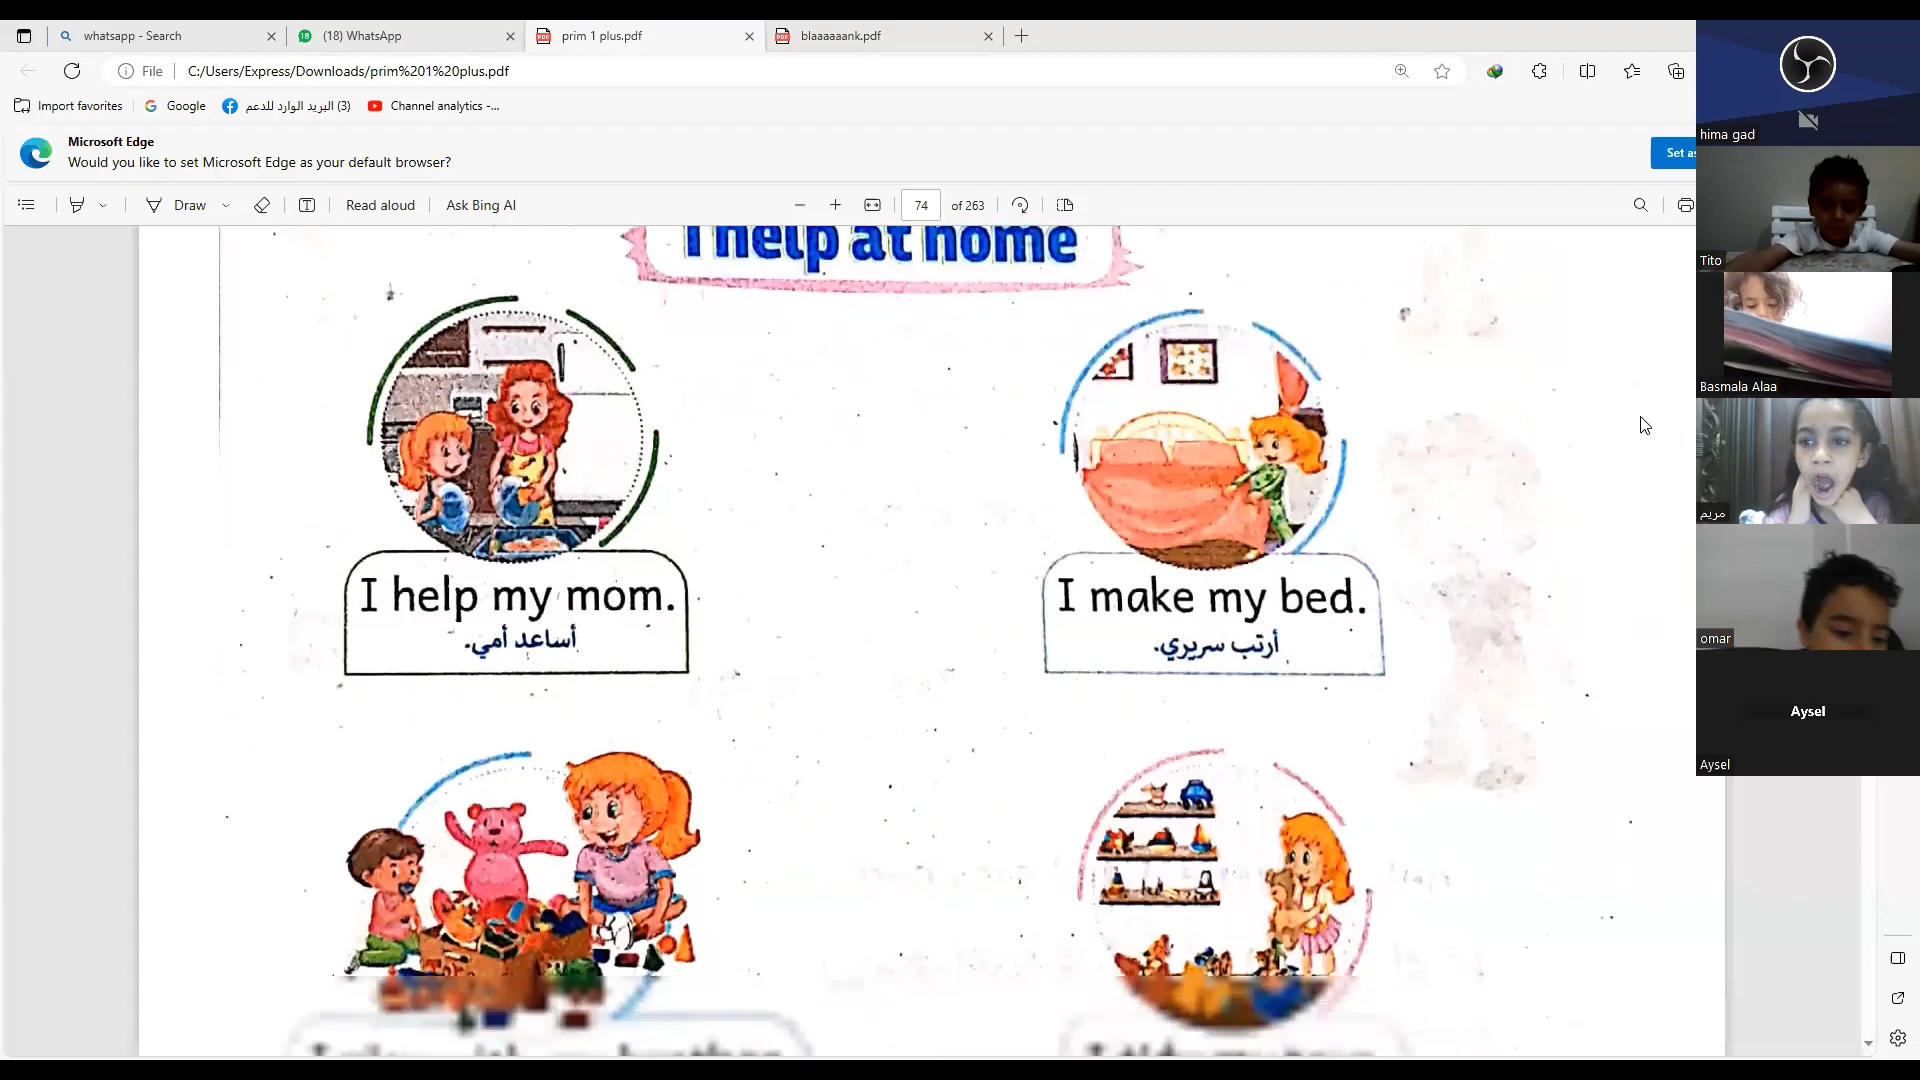 whatsapp - Search
(18) WhatsApp
prim 1 plus.pdf
blaaaaaank.pdf
File
C:/Users/Express/Downloads/prim%201%20plus.pdf
Import favorites
Google
البريد الوارد للدعم (3)
Channel analytics -...
Microsoft Edge
Would you like to set Microsoft Edge as your default browser?
Set as
Draw
Read aloud
Ask Bing AI
74
of 263
I help at home
I help my mom.
أساعد أمي.
I make my bed.
أرتب سريري.
hima gad
Tito
Basmala Alaa
مريم
omar
Aysel
Aysel